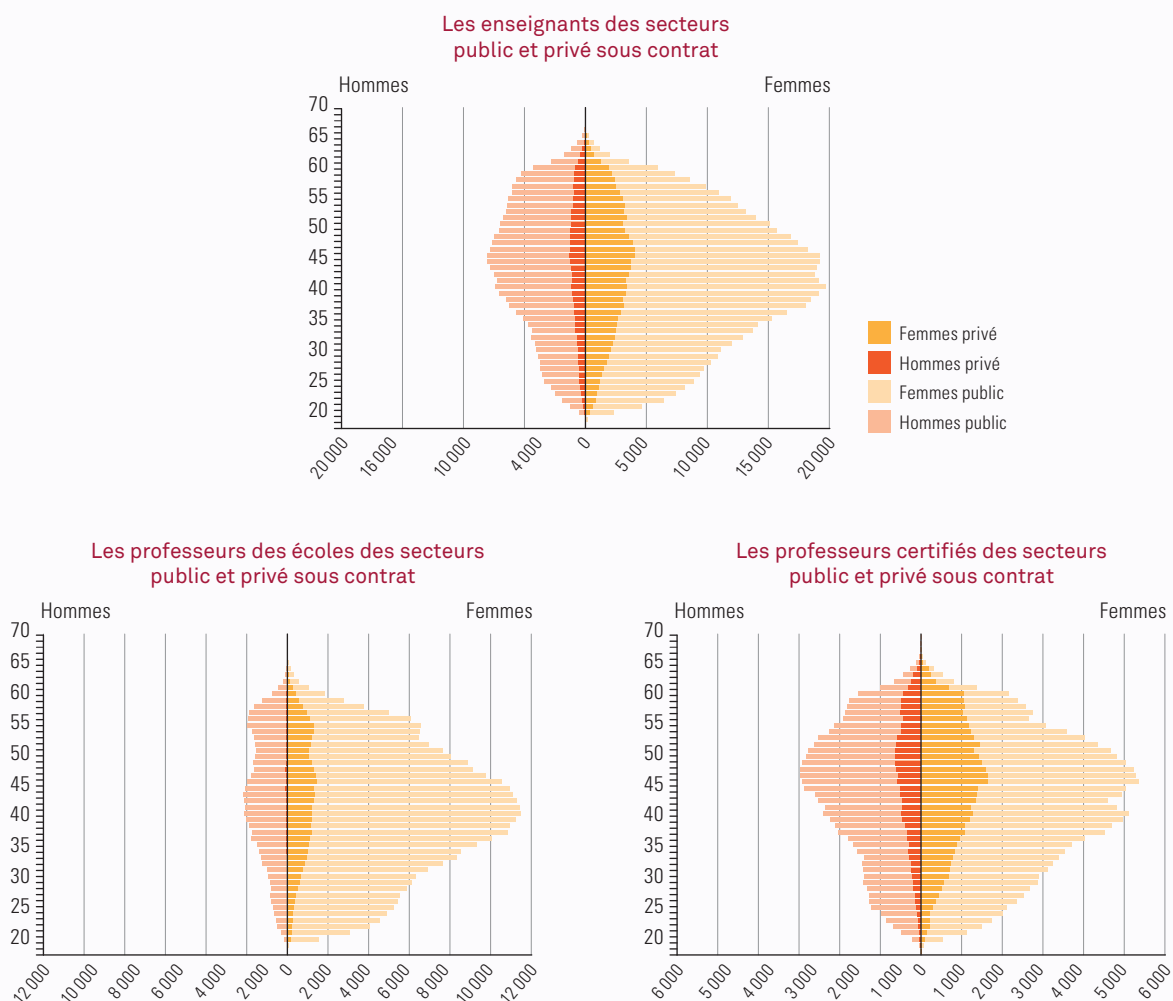 Les enseignants des secteurs
public et privé sous contrat
Hommes Femmes
70
65
60
55
50
45
40
35
30
25
20
20 000 16 000 10 000 4 000 0 5 000 10 000 15 000 20 000
Femmes privé
Hommes privé
Femmes public
Hommes public
Les professeurs des écoles des secteurs
public et privé sous contrat
Hommes Femmes
70
65
60
55
50
45
40
35
30
25
20
12 000 10 000 8 000 6 000 4 000 2 000 0 2 000 4 000 6 000 8 000 10 000 12 000
Les professeurs certifiés des secteurs
public et privé sous contrat
Hommes Femmes
70
65
60
55
50
45
40
35
30
25
20
6 000 5 000 4 000 3 000 2 000 1 000 0 1 000 2 000 3 000 4 000 5 000 6 000